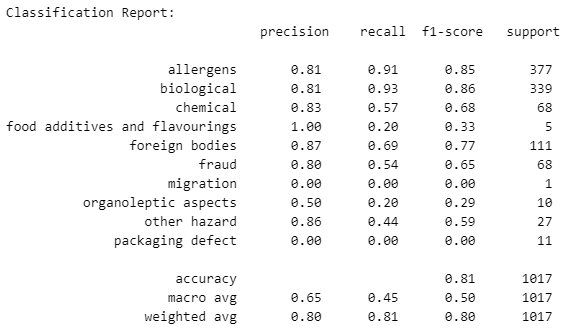 Classification Report:
precision recall f1-score support
allergens 0.81 0.91 0.85 377
biological 0.81 0.93 0.86 339
chemical 0.83 0.57 0.68 68
food additives and flavourings 1.00 0.20 0.33 5
foreign bodies 0.87 0.69 0.77 111
fraud 0.80 0.54 0.65 68
migration 0.00 0.00 0.00 1
organoleptic aspects 0.50 0.20 0.29 10
other hazard 0.86 0.44 0.59 27
packaging defect 0.00 0.00 0.00 11
accuracy 0.81 1017
macro avg 0.65 0.45 0.50 1017
weighted avg 0.80 0.81 0.80 1017